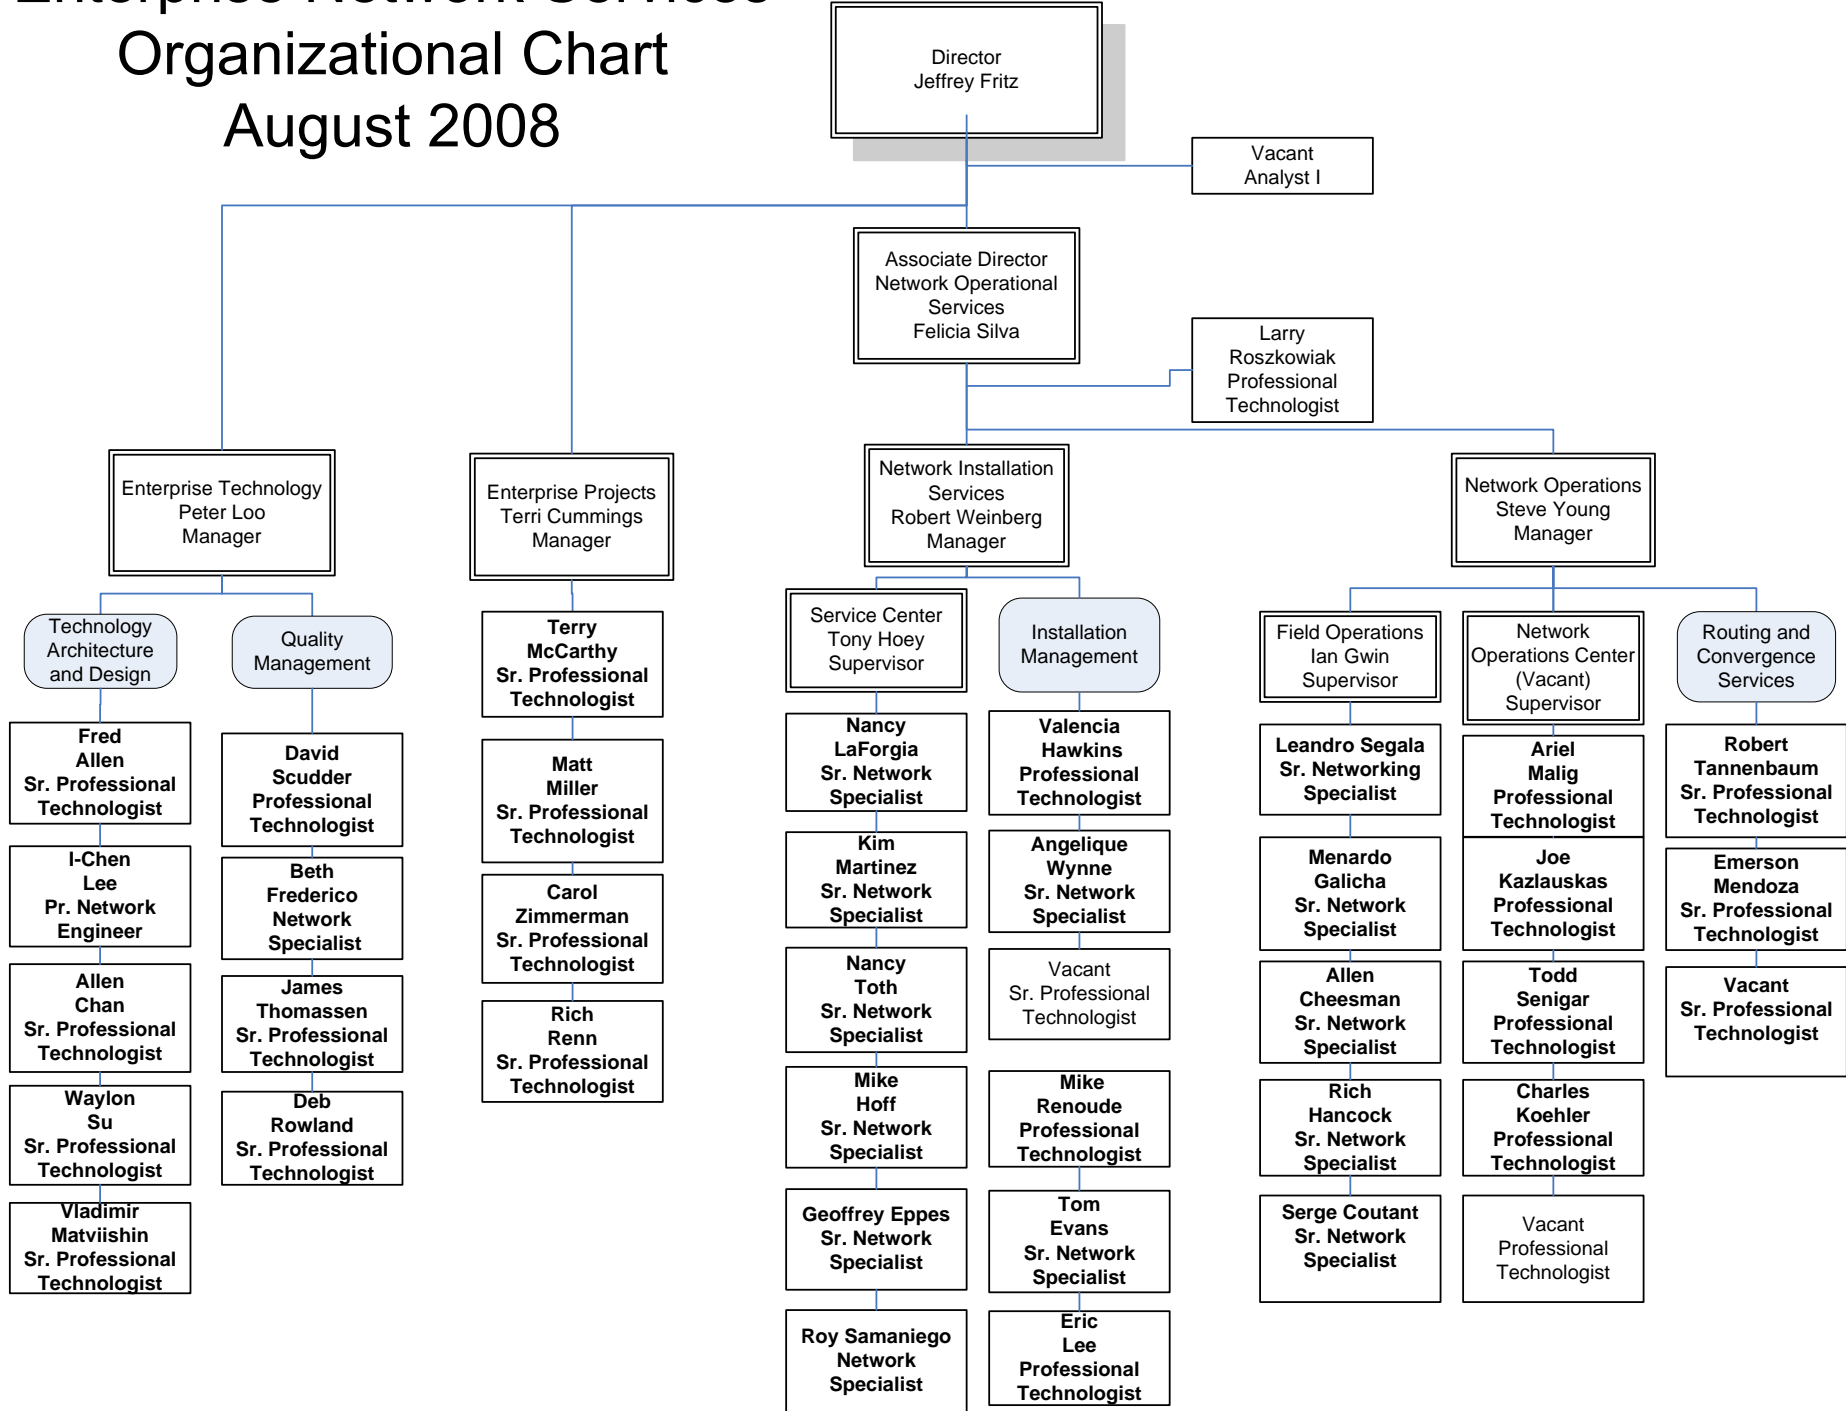 Enterprise Network Services
Organizational Chart
August 2008
Director
Jeffrey Fritz
Vacant
Analyst I
Associate Director
Network Operational
Services
Felicia Silva
Larry
Roszkowiak
Professional
Technologist
Enterprise Technology
Peter Loo
Manager
Enterprise Projects
Terri Cummings
Manager
Network Installation
Services
Robert Weinberg
Manager
Network Operations
Steve Young
Manager
Technology
Architecture
and Design
Fred
Allen
Sr. Professional
Technologist
I-Chen
Lee
Pr. Network
Engineer
Allen
Chan
Sr. Professional
Technologist
Waylon
Su
Sr. Professional
Technologist
Vladimir
Matviishin
Sr. Professional
Technologist
Quality
Management
David
Scudder
Professional
Technologist
Beth
Frederico
Network
Specialist
James
Thomassen
Sr. Professional
Technologist
Deb
Rowland
Sr. Professional
Technologist
Terry
McCarthy
Sr. Professional
Technologist
Matt
Miller
Sr. Professional
Technologist
Carol
Zimmerman
Sr. Professional
Technologist
Rich
Renn
Sr. Professional
Technologist
Service Center
Tony Hoey
Supervisor
Nancy
LaForgia
Sr. Network
Specialist
Kim
Martinez
Sr. Network
Specialist
Nancy
Toth
Sr. Network
Specialist
Mike
Hoff
Sr. Network
Specialist
Geoffrey Eppes
Sr. Network
Specialist
Roy Samaniego
Network
Specialist
Installation
Management
Valencia
Hawkins
Professional
Technologist
Angelique
Wynne
Sr. Network
Specialist
Vacant
Sr. Professional
Technologist
Mike
Renoude
Professional
Technologist
Tom
Evans
Sr. Network
Specialist
Eric
Lee
Professional
Technologist
Field Operations
Ian Gwin
Supervisor
Leandro Segala
Sr. Networking
Specialist
Menardo
Galicha
Sr. Network
Specialist
Allen
Cheesman
Sr. Network
Specialist
Rich
Hancock
Sr. Network
Specialist
Serge Coutant
Sr. Network
Specialist
Network
Operations Center
(Vacant)
Supervisor
Ariel
Malig
Professional
Technologist
Joe
Kazlauskas
Professional
Technologist
Todd
Senigar
Professional
Technologist
Charles
Koehler
Professional
Technologist
Vacant
Professional
Technologist
Routing and
Convergence
Services
Robert
Tannenbaum
Sr. Professional
Technologist
Emerson
Mendoza
Sr. Professional
Technologist
Vacant
Sr. Professional
Technologist